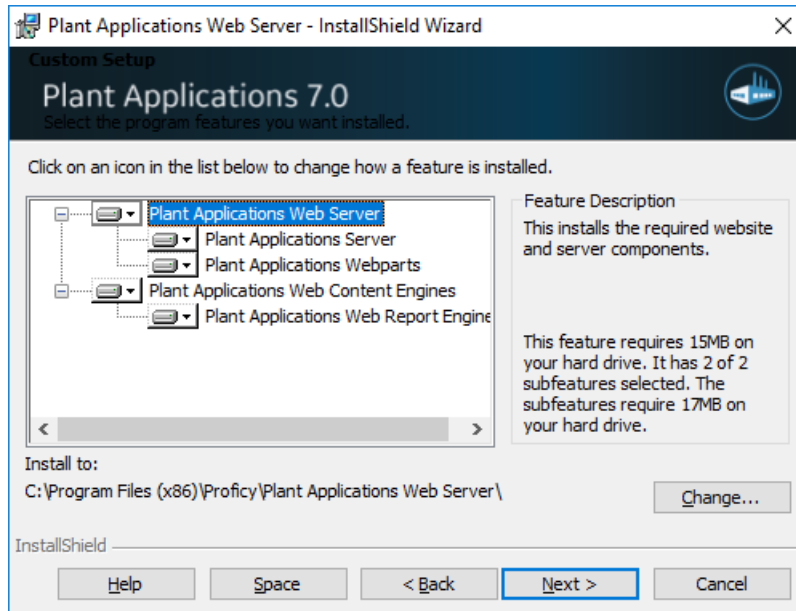 Plant Applications Web Server - InstallShield Wizard
Custom Setup
Plant Applications 7.0
Select the program features you want installed.
Click on an icon in the list below to change how a feature is installed.
Plant Applications Web Server
Plant Applications Server
Plant Applications Webparts
Plant Applications Web Content Engines
Plant Applications Web Report Engine
Feature Description
This installs the required website
and server components.
This feature requires 15MB on
your hard drive. It has 2 of 2
subfeatures selected. The
subfeatures require 17MB on
your hard drive.
Install to:
C:\Program Files (x86)\Proficy\Plant Applications Web Server\
Change...
InstallShield
Help
Space
< Back
Next >
Cancel